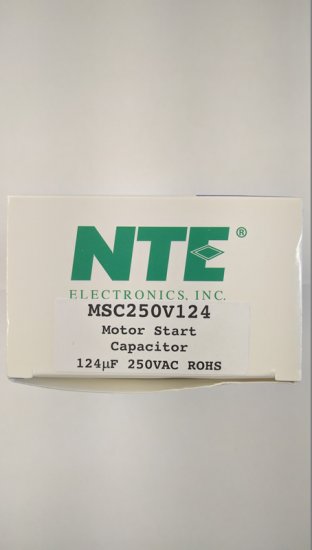 NTE®
ELECTRONICS, INC.
MSC250V124
Motor Start
Capacitor
124µF 250VAC ROHS